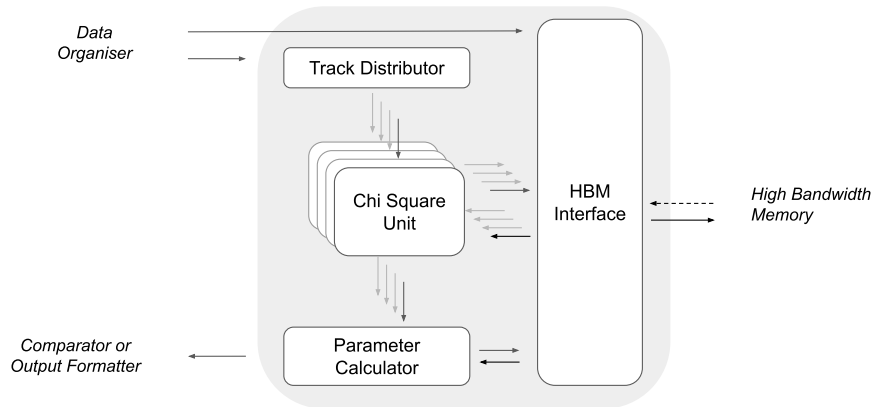 Data
Organiser
Track Distributor
Chi Square
Unit
HBM
Interface
High Bandwidth
Memory
Comparator or
Output Formatter
Parameter
Calculator